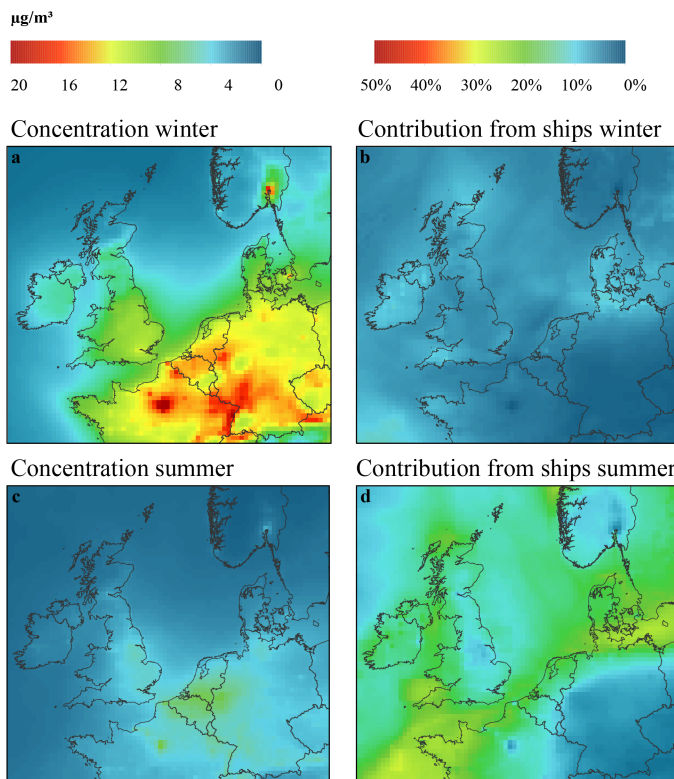 µg/m³
20 16 12 8 4 0
50% 40% 30% 20% 10% 0%
Concentration winter
Contribution from ships winter
a
b
Concentration summer
Contribution from ships summer
c
d